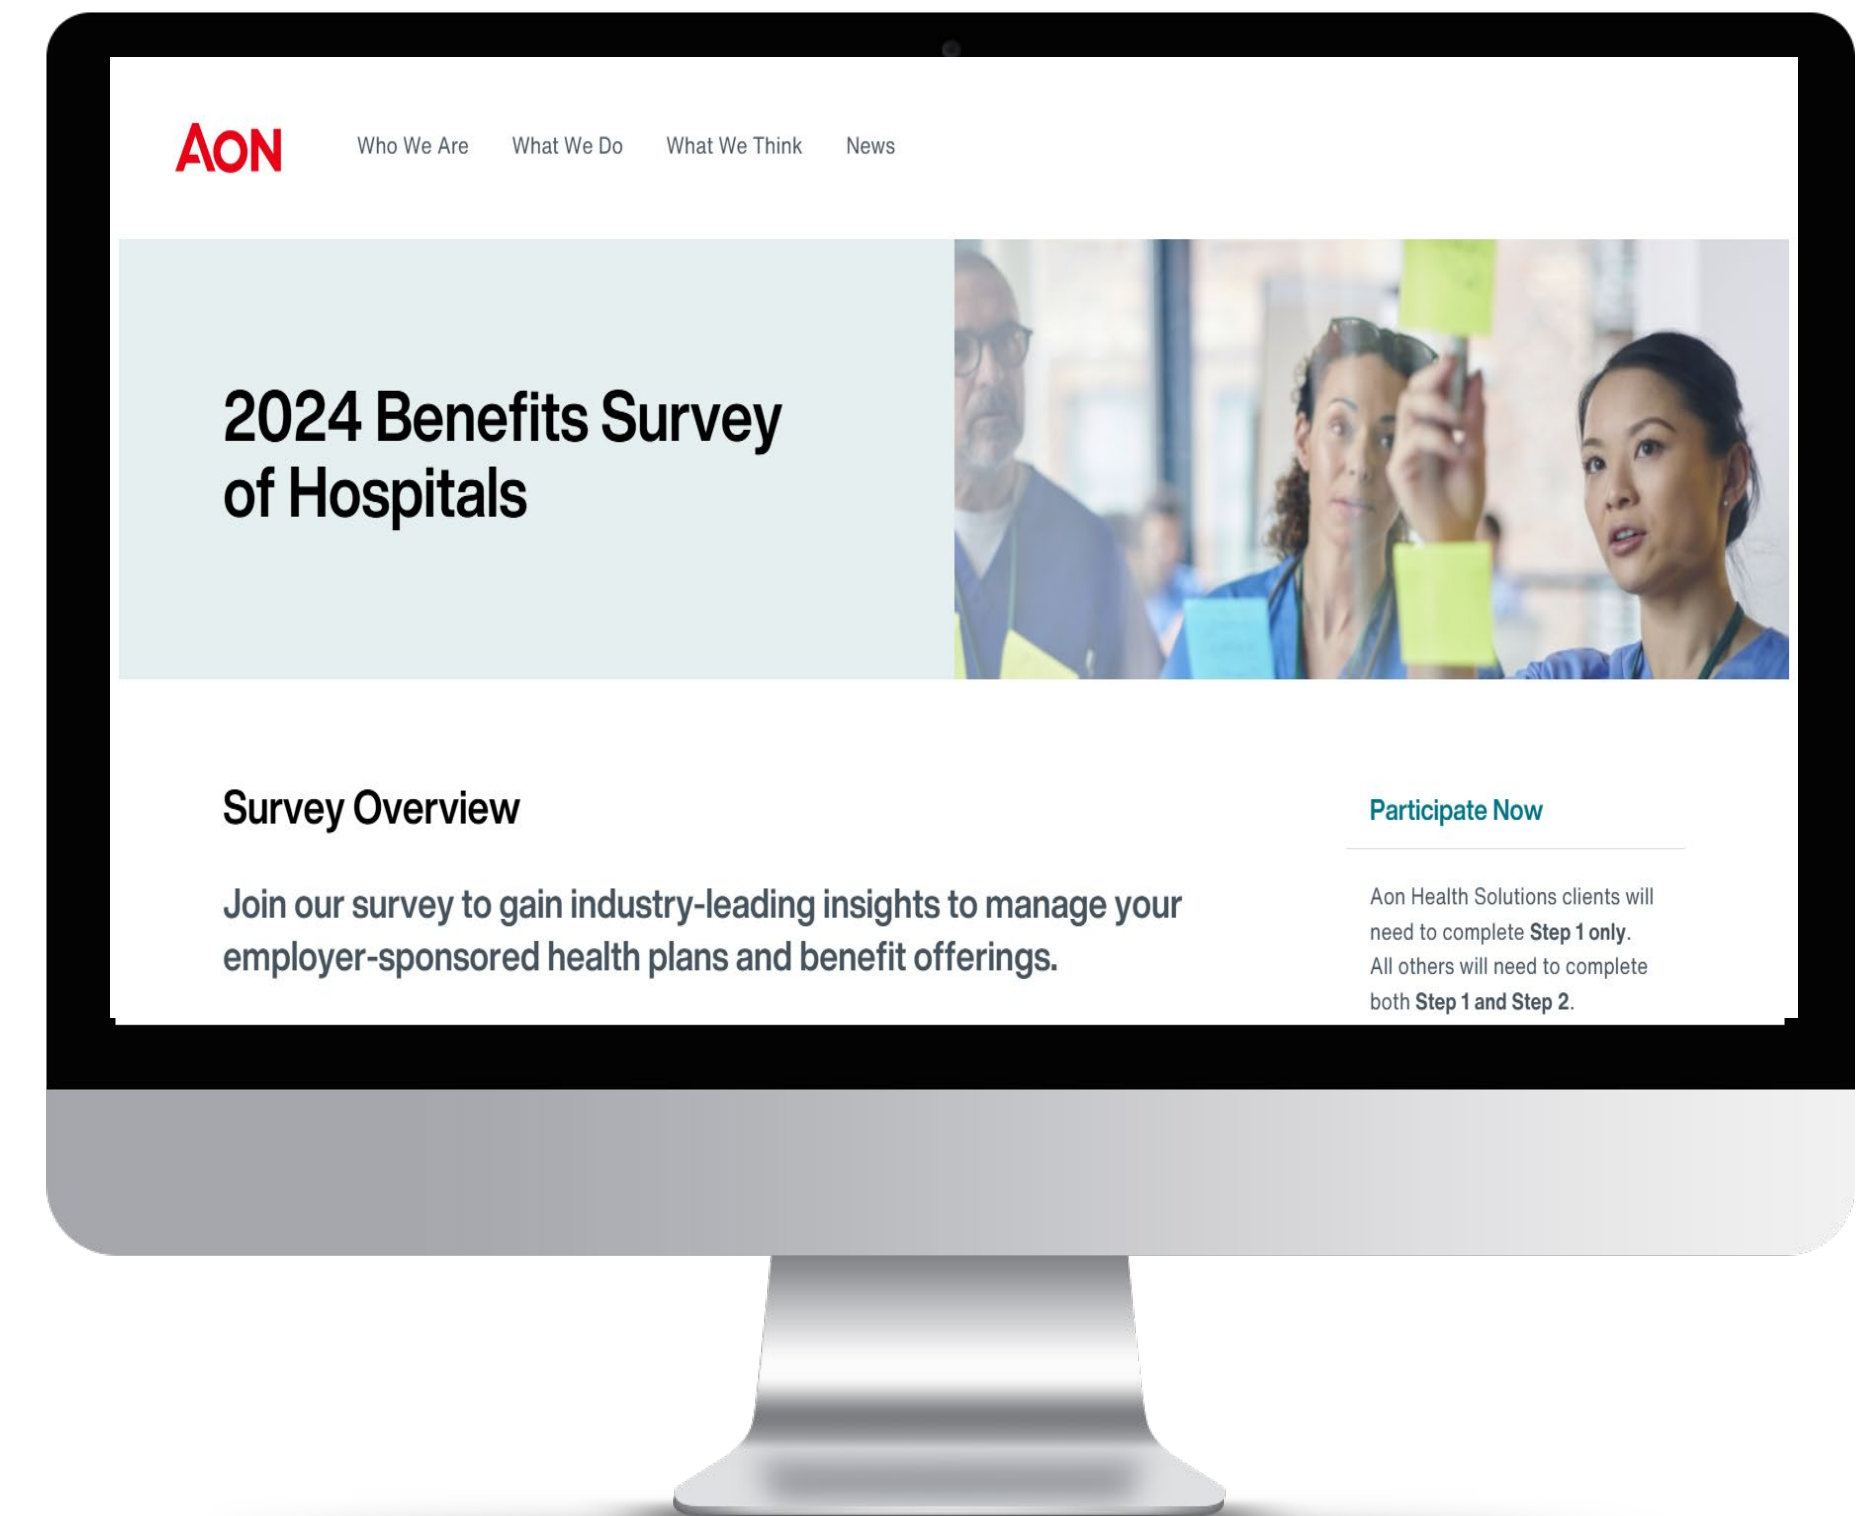 AON
Who We Are What We Do What We Think News
2024 Benefits Survey
of Hospitals
Survey Overview
Join our survey to gain industry-leading insights to manage your
employer-sponsored health plans and benefit offerings.
Participate Now
Aon Health Solutions clients will
need to complete Step 1 only.
All others will need to complete
both Step 1 and Step 2.